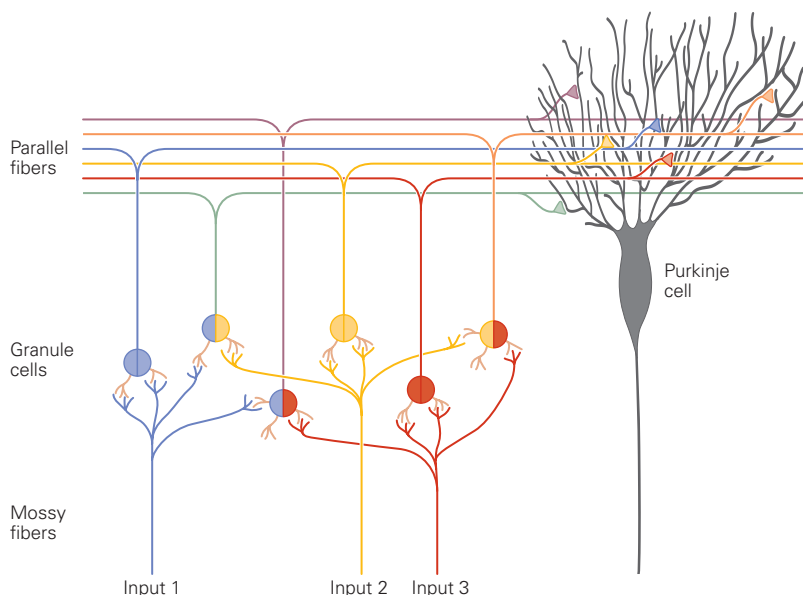 Parallel
fibers
Purkinje
cell
Granule
cells
Mossy
fibers
Input 1
Input 2
Input 3